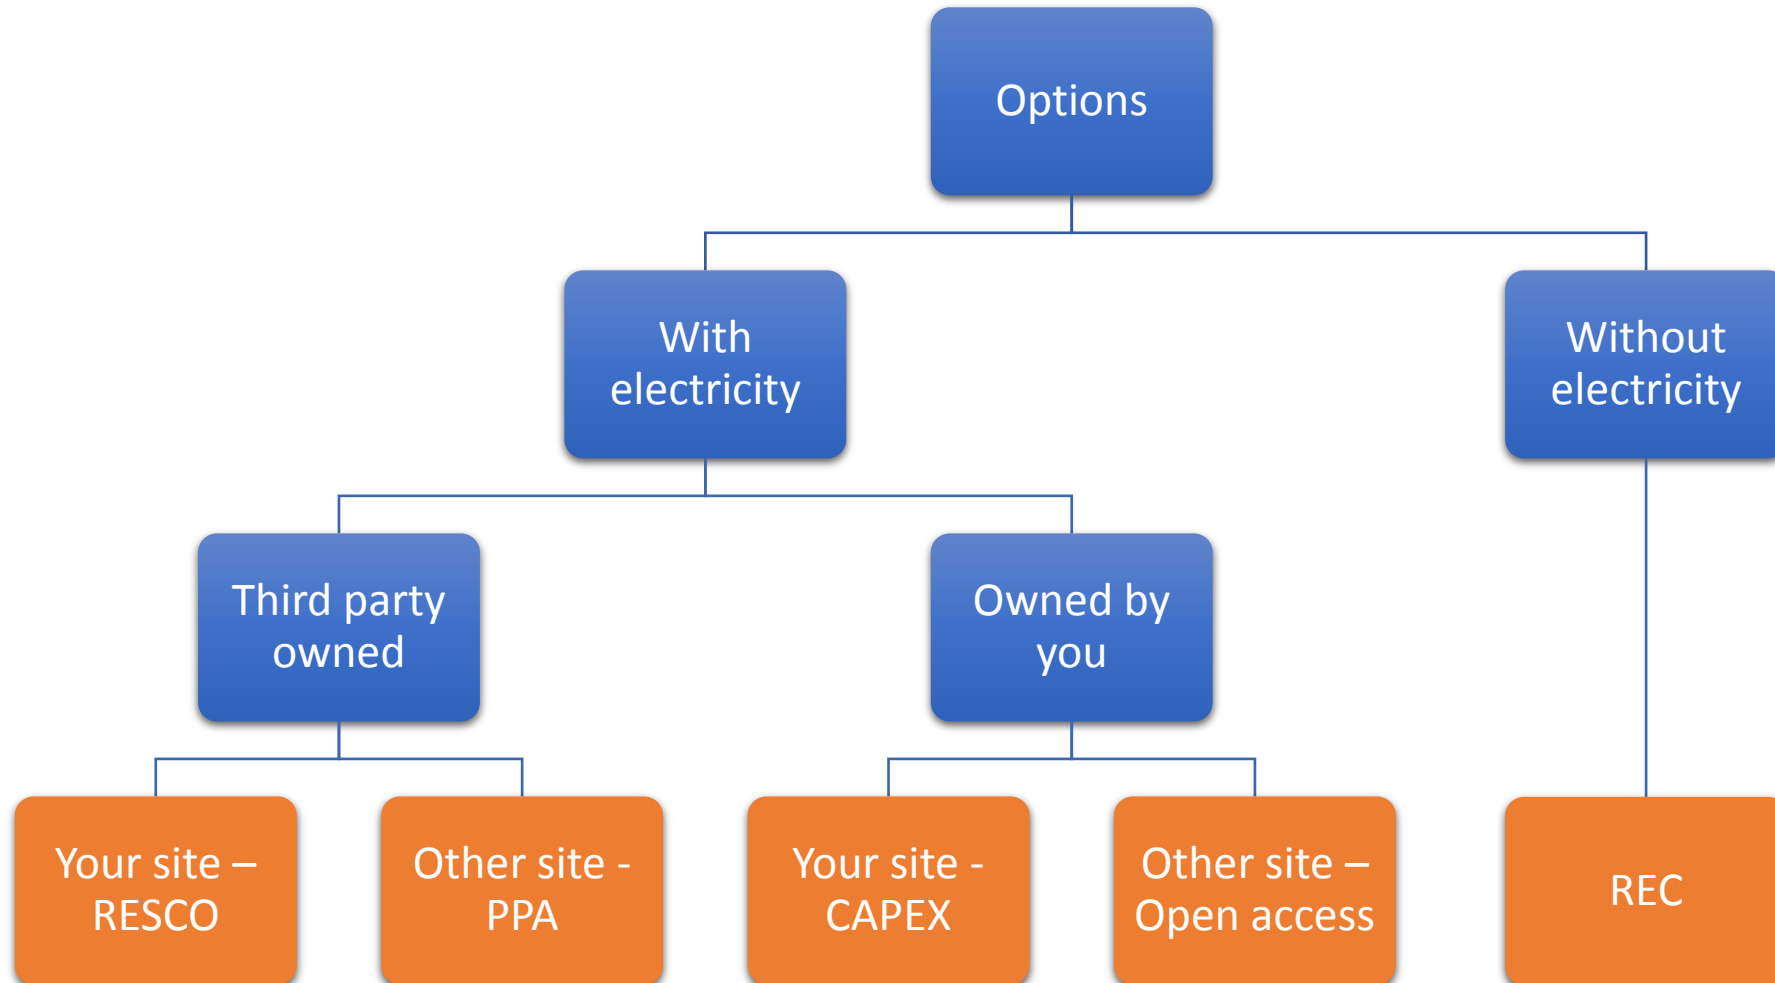 Options
With
electricity
Without
electricity
Third party
owned
Owned by
you
Your site –
RESCO
Other site -
PPA
Your site -
CAPEX
Other site –
Open access
REC